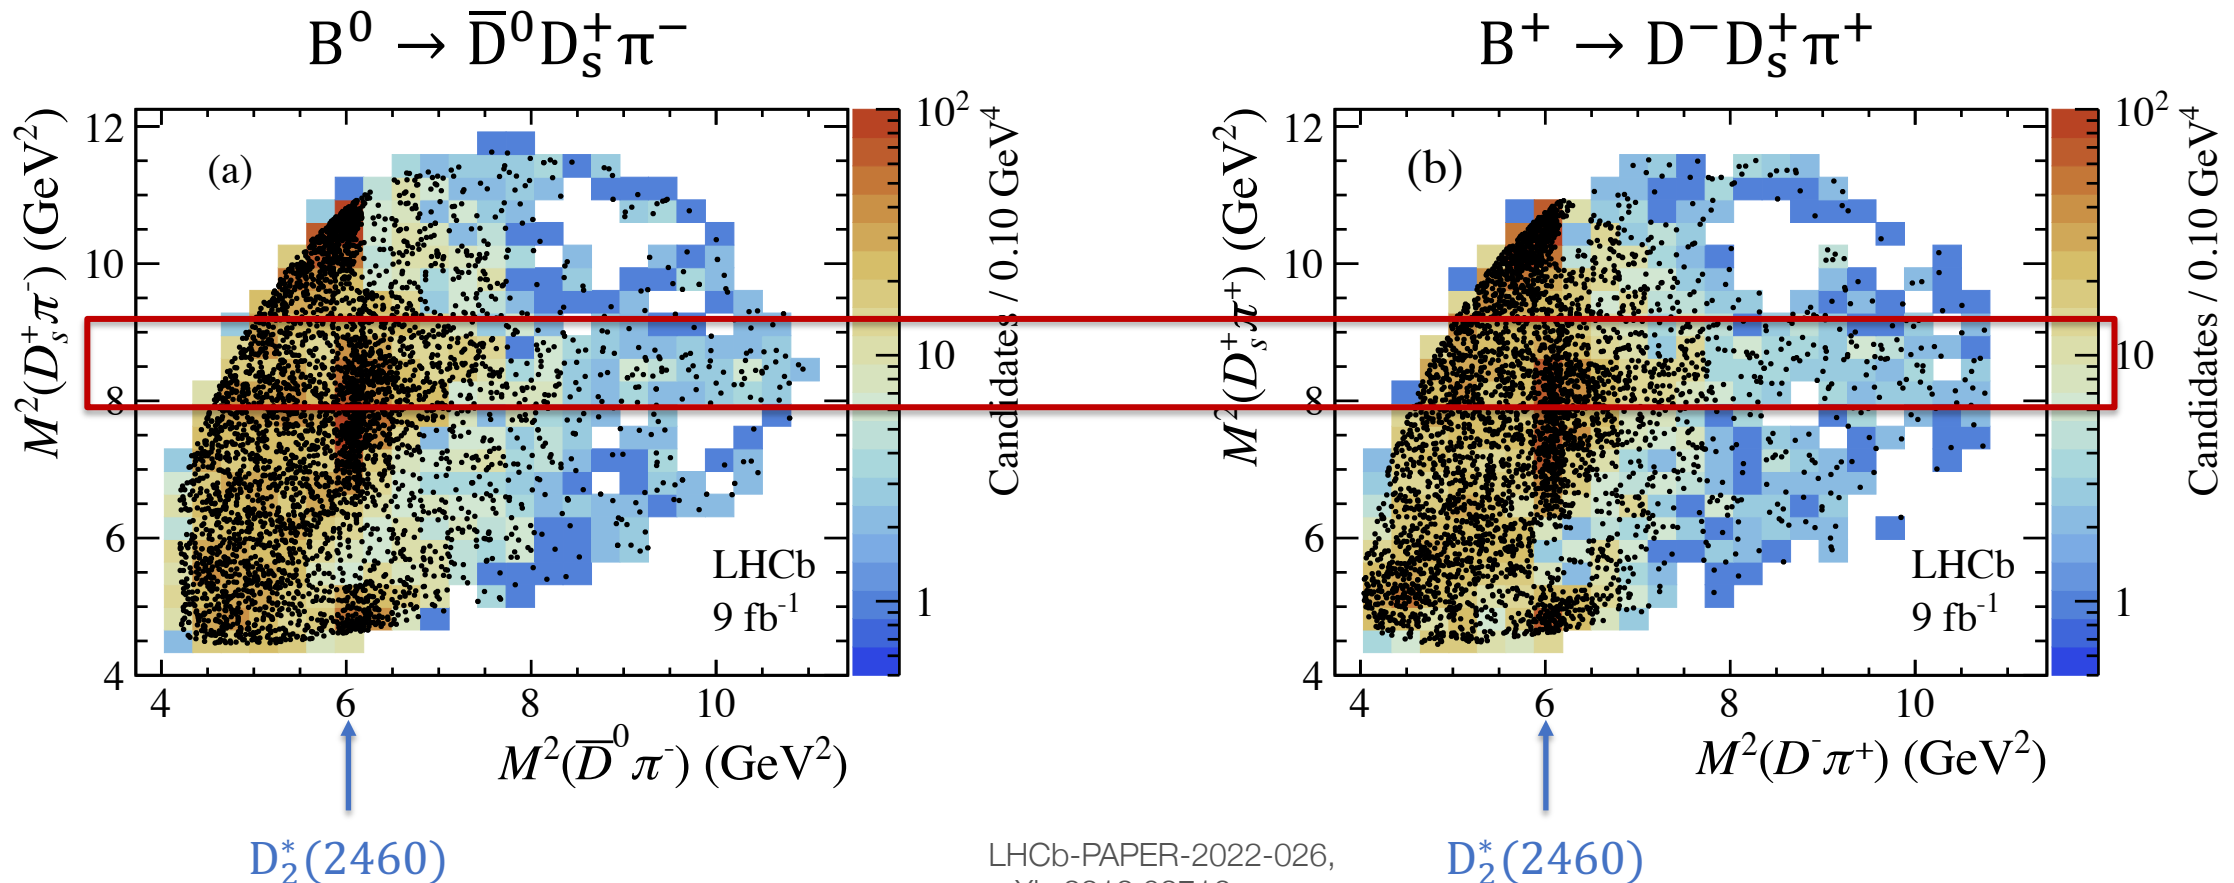 B⁰ → D̅⁰D_s⁺π⁻
B⁺ → D⁻D_s⁺π⁺
M²(D_s⁺π⁻) (GeV²)
12
10
8
6
4
(a)
LHCb
9 fb⁻¹
4 6 8 10
M²(D̅⁰π⁻) (GeV²)
10²
10
1
Candidates / 0.10 GeV⁴
D₂*(2460)
M²(D_s⁺π⁺) (GeV²)
12
10
8
6
4
(b)
LHCb
9 fb⁻¹
4 6 8 10
M²(D⁻π⁺) (GeV²)
10²
10
1
Candidates / 0.10 GeV⁴
D₂*(2460)
LHCb-PAPER-2022-026,